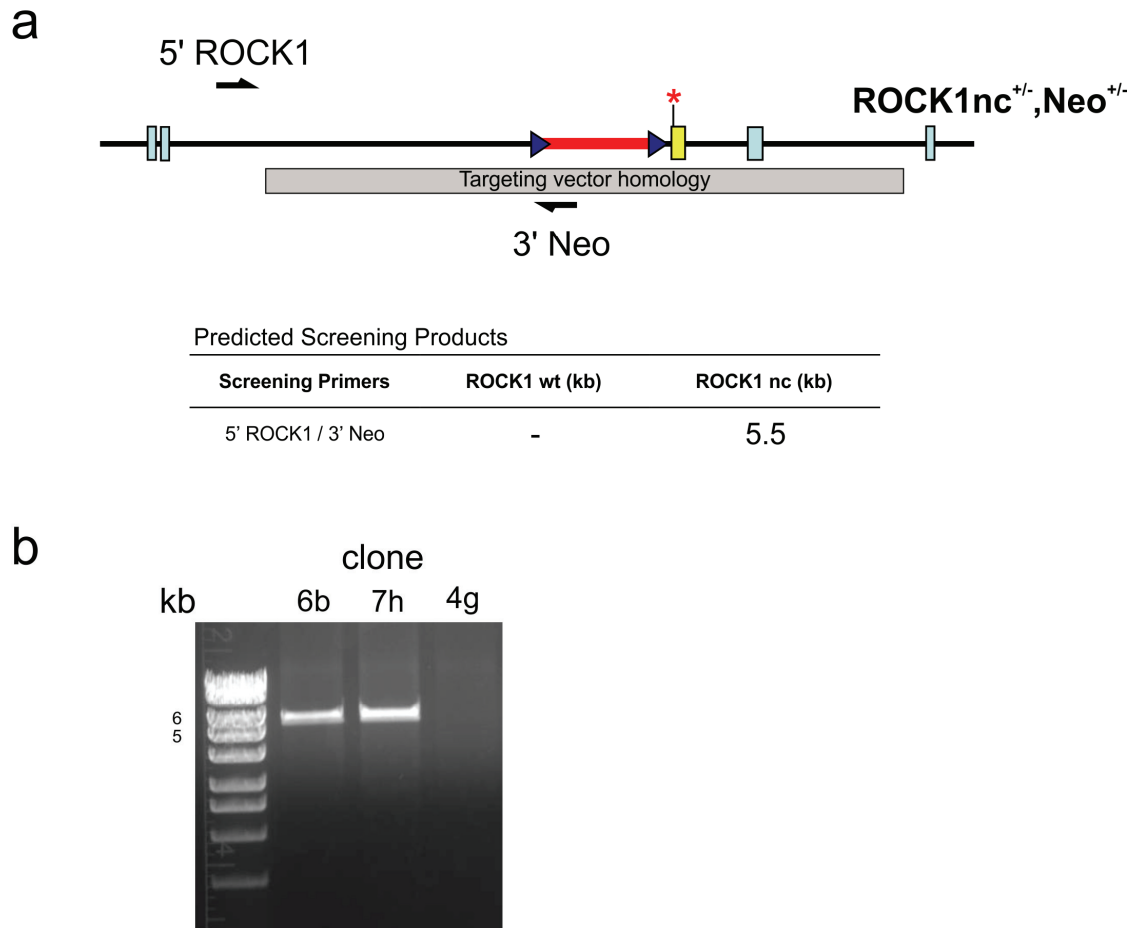 a
5' ROCK1
*
ROCK1nc+/-,Neo+/-
Targeting vector homology
3' Neo
Predicted Screening Products
Screening Primers ROCK1 wt (kb) ROCK1 nc (kb)
5’ ROCK1 / 3’ Neo - 5.5
b
clone
kb 6b 7h 4g
6
5